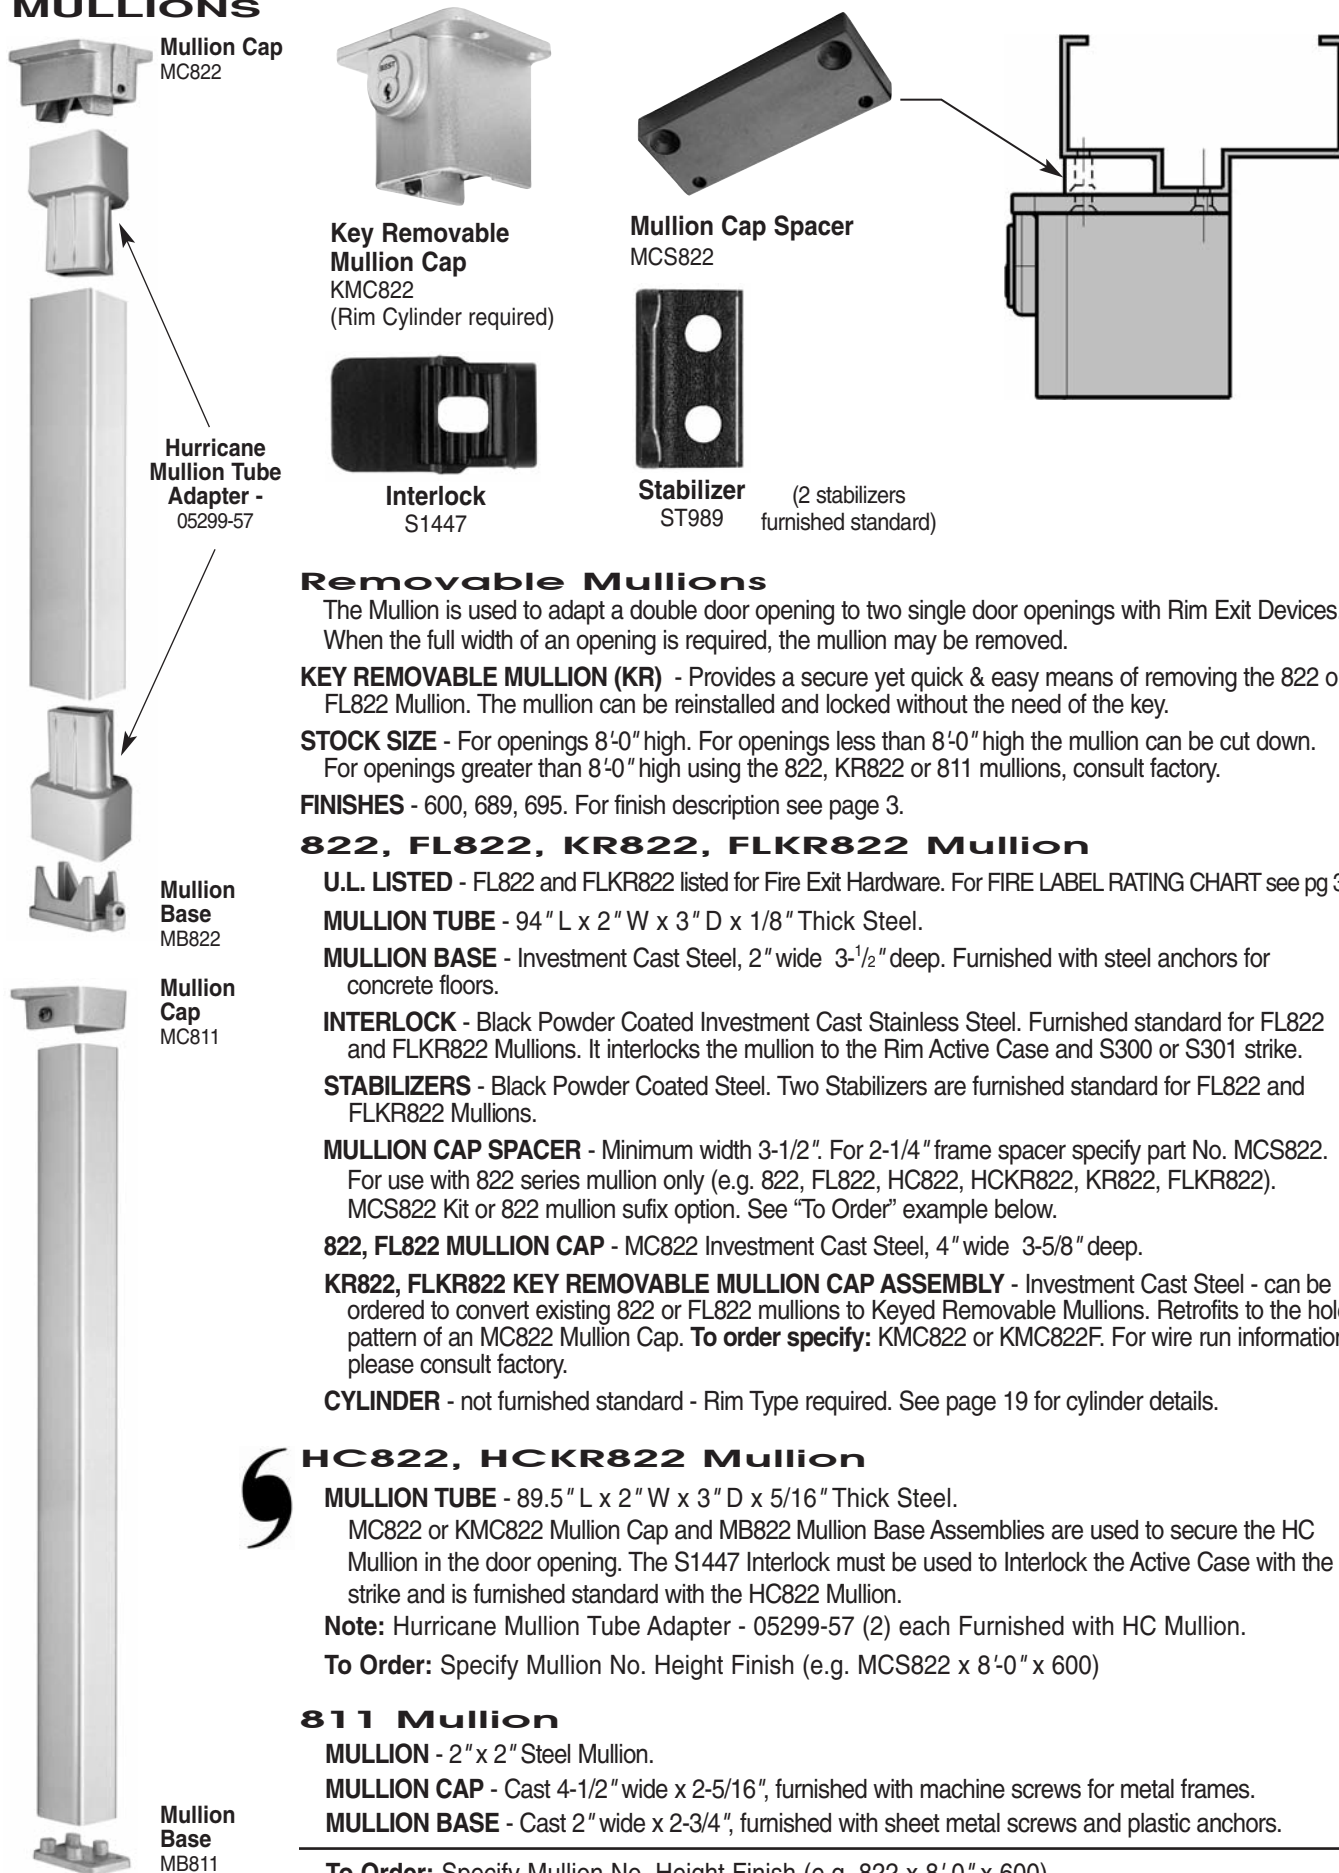 MULLIONS
Mullion Cap
MC822
BEST
Key Removable
Mullion Cap
KMC822
(Rim Cylinder required)
Mullion Cap Spacer
MCS822
Hurricane
Mullion Tube
Adapter -
05299-57
Interlock
S1447
Stabilizer
ST989
(2 stabilizers
furnished standard)
Mullion
Base
MB822
Mullion
Cap
MC811
Mullion
Base
MB811
Removable Mullions
The Mullion is used to adapt a double door opening to two single door openings with Rim Exit Devices.
When the full width of an opening is required, the mullion may be removed.
KEY REMOVABLE MULLION (KR) - Provides a secure yet quick & easy means of removing the 822 o
FL822 Mullion. The mullion can be reinstalled and locked without the need of the key.
STOCK SIZE - For openings 8'-0" high. For openings less than 8'-0" high the mullion can be cut down.
For openings greater than 8'-0" high using the 822, KR822 or 811 mullions, consult factory.
FINISHES - 600, 689, 695. For finish description see page 3.
822, FL822, KR822, FLKR822 Mullion
U.L. LISTED - FL822 and FLKR822 listed for Fire Exit Hardware. For FIRE LABEL RATING CHART see pg 3
MULLION TUBE - 94" L x 2" W x 3" D x 1/8" Thick Steel.
MULLION BASE - Investment Cast Steel, 2" wide 3-1/2" deep. Furnished with steel anchors for
concrete floors.
INTERLOCK - Black Powder Coated Investment Cast Stainless Steel. Furnished standard for FL822
and FLKR822 Mullions. It interlocks the mullion to the Rim Active Case and S300 or S301 strike.
STABILIZERS - Black Powder Coated Steel. Two Stabilizers are furnished standard for FL822 and
FLKR822 Mullions.
MULLION CAP SPACER - Minimum width 3-1/2". For 2-1/4" frame spacer specify part No. MCS822.
For use with 822 series mullion only (e.g. 822, FL822, HC822, HCKR822, KR822, FLKR822).
MCS822 Kit or 822 mullion sufix option. See “To Order” example below.
822, FL822 MULLION CAP - MC822 Investment Cast Steel, 4" wide 3-5/8" deep.
KR822, FLKR822 KEY REMOVABLE MULLION CAP ASSEMBLY - Investment Cast Steel - can be
ordered to convert existing 822 or FL822 mullions to Keyed Removable Mullions. Retrofits to the hol
pattern of an MC822 Mullion Cap. To order specify: KMC822 or KMC822F. For wire run information
please consult factory.
CYLINDER - not furnished standard - Rim Type required. See page 19 for cylinder details.
HC822, HCKR822 Mullion
MULLION TUBE - 89.5" L x 2" W x 3" D x 5/16" Thick Steel.
MC822 or KMC822 Mullion Cap and MB822 Mullion Base Assemblies are used to secure the HC
Mullion in the door opening. The S1447 Interlock must be used to Interlock the Active Case with the
strike and is furnished standard with the HC822 Mullion.
Note: Hurricane Mullion Tube Adapter - 05299-57 (2) each Furnished with HC Mullion.
To Order: Specify Mullion No. Height Finish (e.g. MCS822 x 8'-0" x 600)
811 Mullion
MULLION - 2" x 2" Steel Mullion.
MULLION CAP - Cast 4-1/2" wide x 2-5/16", furnished with machine screws for metal frames.
MULLION BASE - Cast 2" wide x 2-3/4", furnished with sheet metal screws and plastic anchors.
To Order: Specify Mullion No. Height Finish (e.g. 822 x 8'-0" x 600)